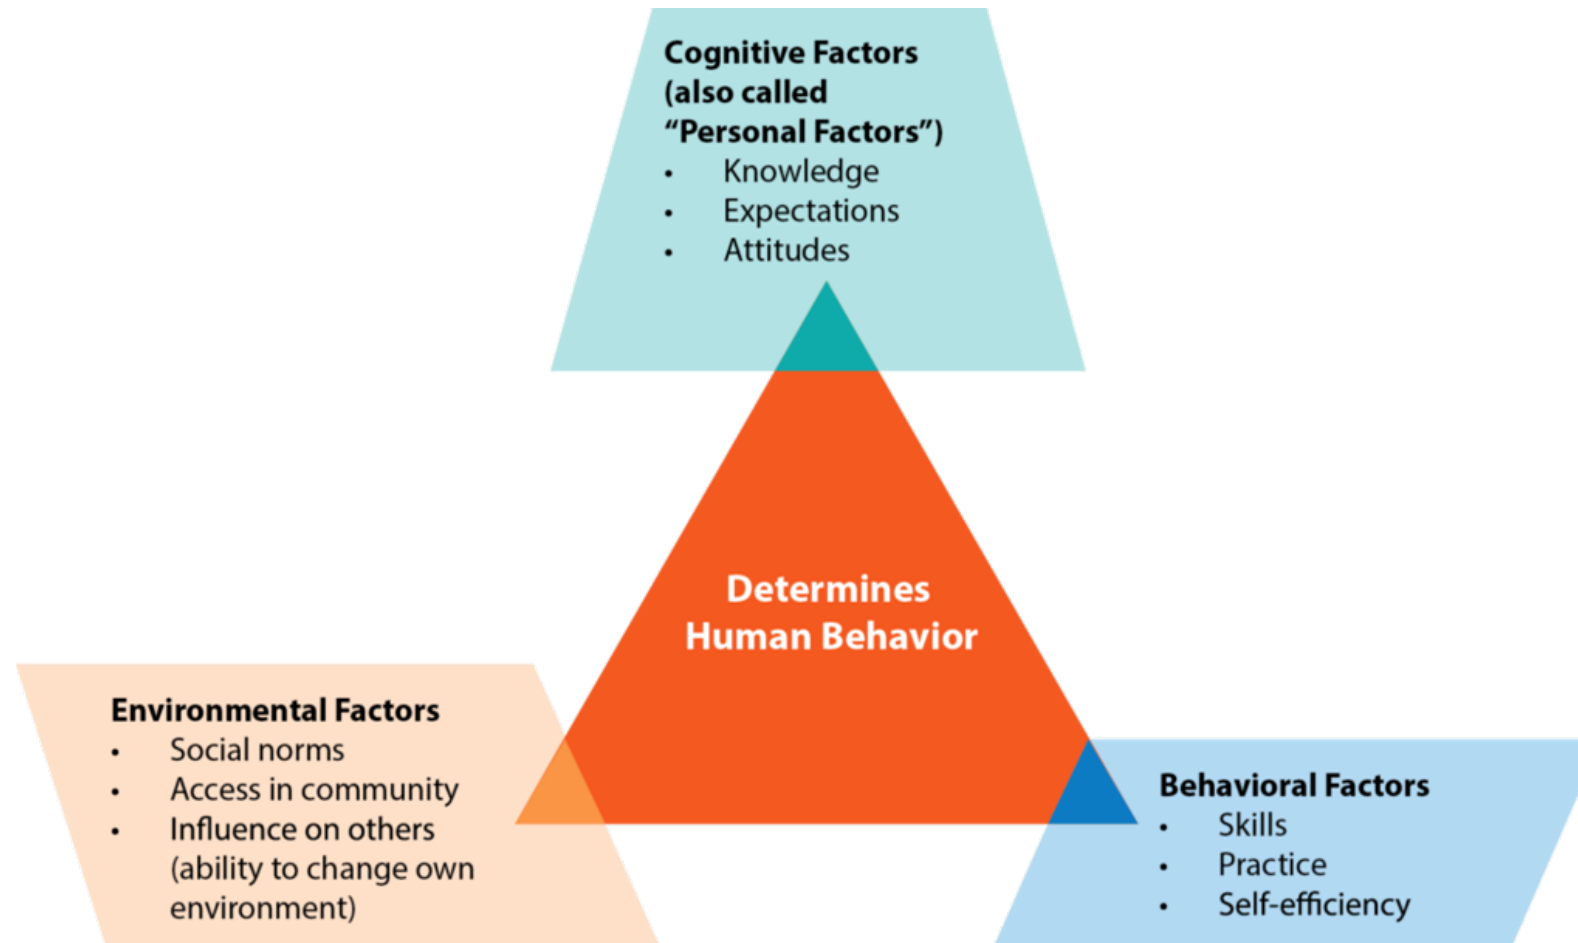 Cognitive Factors
(also called
“Personal Factors”)
• Knowledge
• Expectations
• Attitudes
Determines
Human Behavior
Environmental Factors
• Social norms
• Access in community
• Influence on others
(ability to change own
environment)
Behavioral Factors
• Skills
• Practice
• Self-efficiency